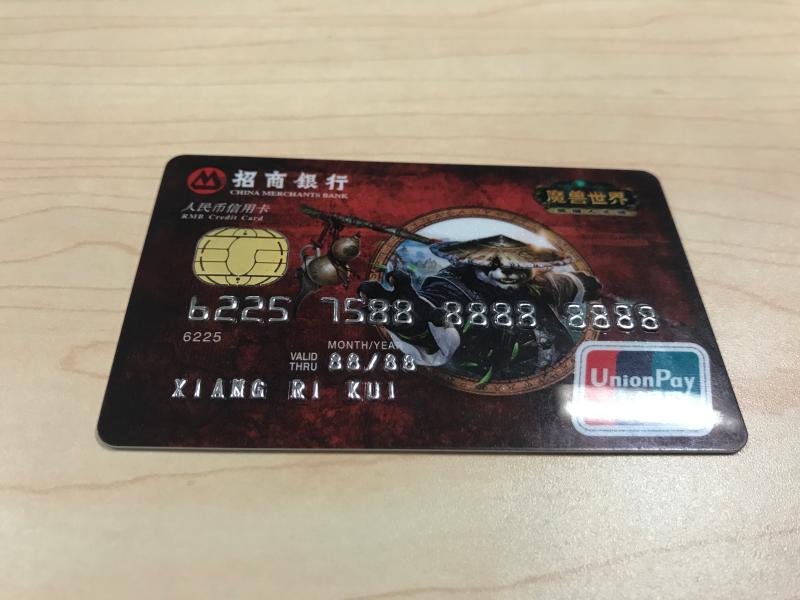 招商銀行
CHINA MERCHANTS BANK
魔兽世界
人民币信用卡
RMB Credit Card
6225 7588 8888 8888
6225
MONTH/YEAR
VALID THRU 88/88
XIANG RI KUI
UnionPay